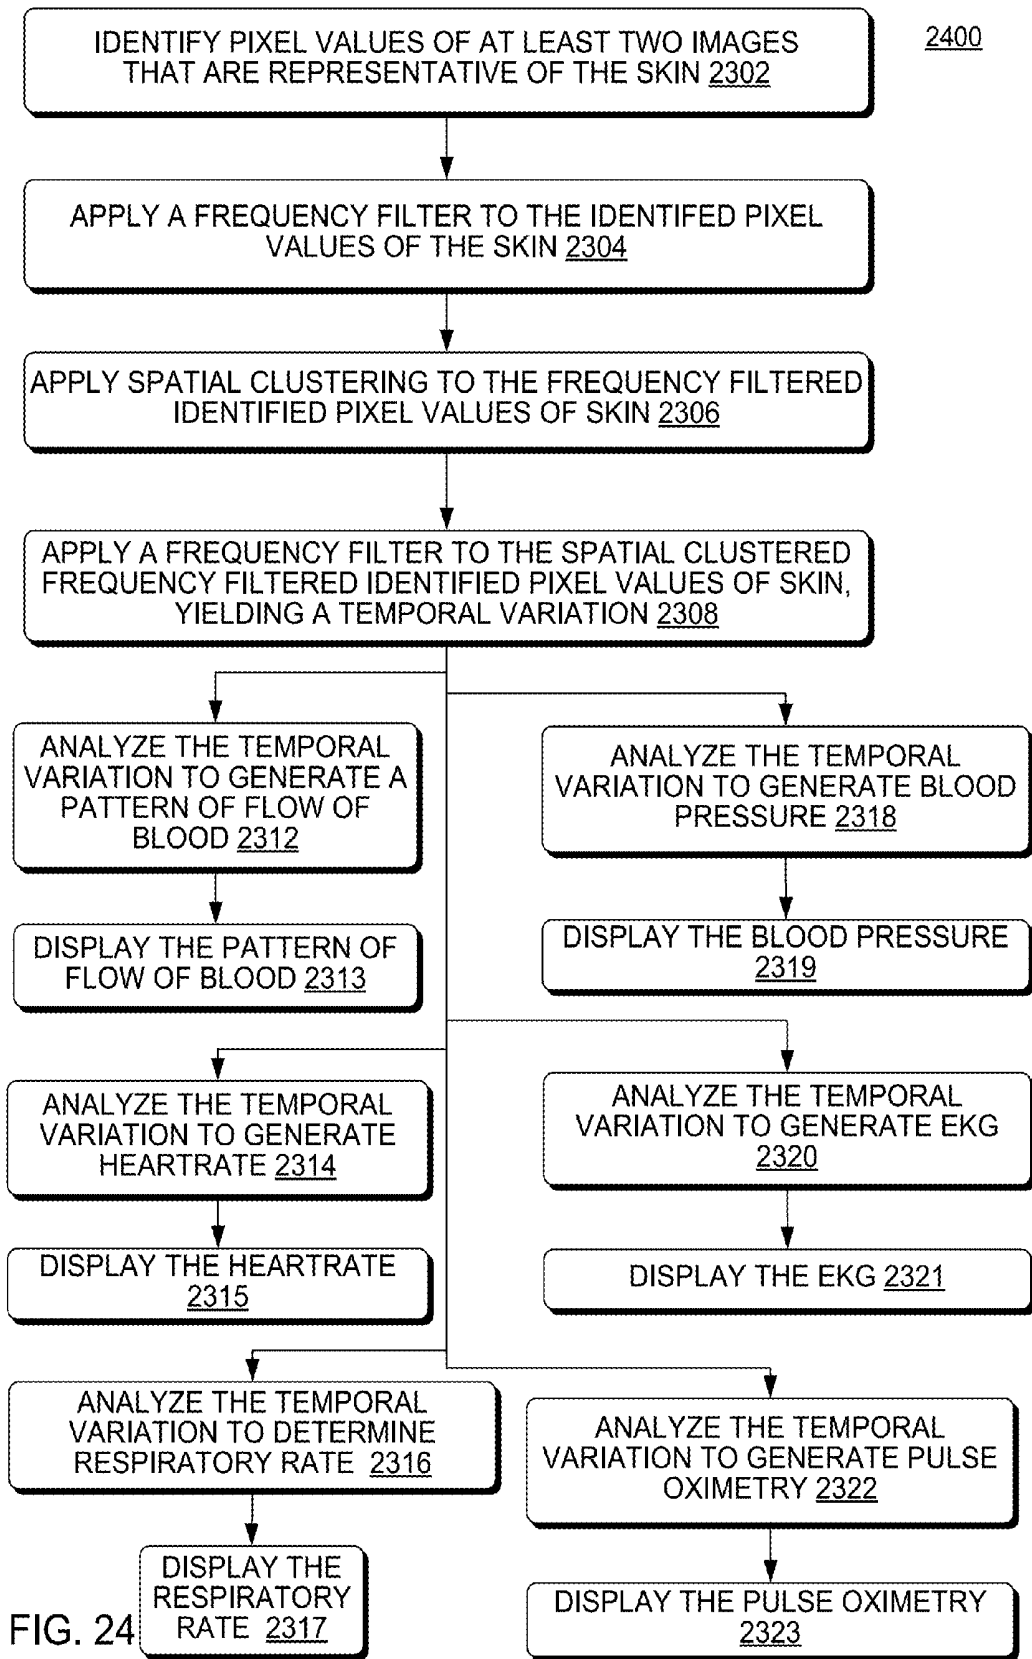 2400
IDENTIFY PIXEL VALUES OF AT LEAST TWO IMAGES
THAT ARE REPRESENTATIVE OF THE SKIN 2302
APPLY A FREQUENCY FILTER TO THE IDENTIFED PIXEL
VALUES OF THE SKIN 2304
APPLY SPATIAL CLUSTERING TO THE FREQUENCY FILTERED
IDENTIFIED PIXEL VALUES OF SKIN 2306
APPLY A FREQUENCY FILTER TO THE SPATIAL CLUSTERED
FREQUENCY FILTERED IDENTIFIED PIXEL VALUES OF SKIN,
YIELDING A TEMPORAL VARIATION 2308
ANALYZE THE TEMPORAL
VARIATION TO GENERATE A
PATTERN OF FLOW OF
BLOOD 2312
DISPLAY THE PATTERN OF
FLOW OF BLOOD 2313
ANALYZE THE TEMPORAL
VARIATION TO GENERATE BLOOD
PRESSURE 2318
DISPLAY THE BLOOD PRESSURE
2319
ANALYZE THE TEMPORAL
VARIATION TO GENERATE
HEARTRATE 2314
DISPLAY THE HEARTRATE
2315
ANALYZE THE TEMPORAL
VARIATION TO GENERATE EKG
2320
DISPLAY THE EKG 2321
ANALYZE THE TEMPORAL
VARIATION TO DETERMINE
RESPIRATORY RATE 2316
DISPLAY THE
RESPIRATORY
RATE 2317
ANALYZE THE TEMPORAL
VARIATION TO GENERATE PULSE
OXIMETRY 2322
DISPLAY THE PULSE OXIMETRY
2323
FIG. 24